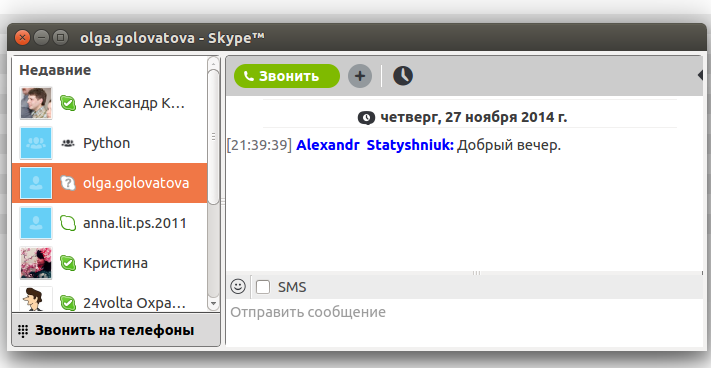 olga.golovatova - Skype™
Недавние
Александр К...
Python
olga.golovatova
anna.lit.ps.2011
Кристина
24volta Охра...
Звонить на телефоны
Звонить
четверг, 27 ноября 2014 г.
[21:39:39] Alexandr Statyshniuk: Добрый вечер.
SMS
Отправить сообщение